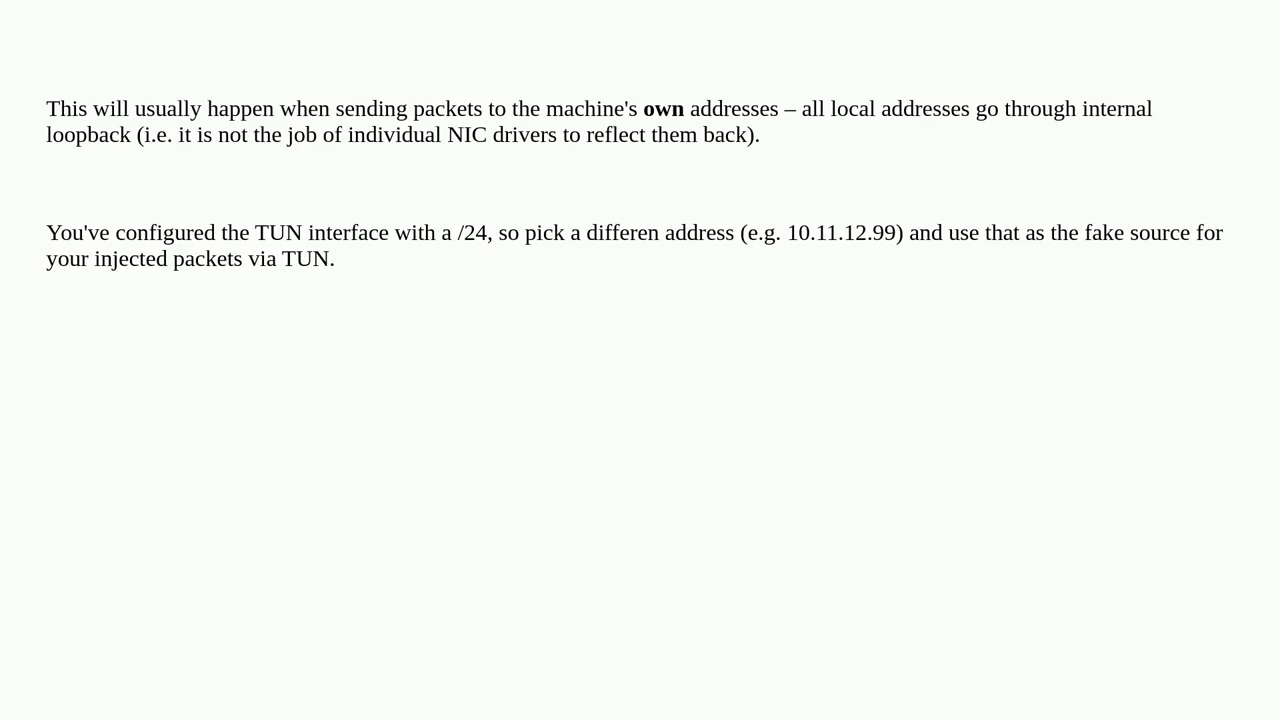 This will usually happen when sending packets to the machine's own addresses – all local addresses go through internal
loopback (i.e. it is not the job of individual NIC drivers to reflect them back).
You've configured the TUN interface with a /24, so pick a differen address (e.g. 10.11.12.99) and use that as the fake source for
your injected packets via TUN.